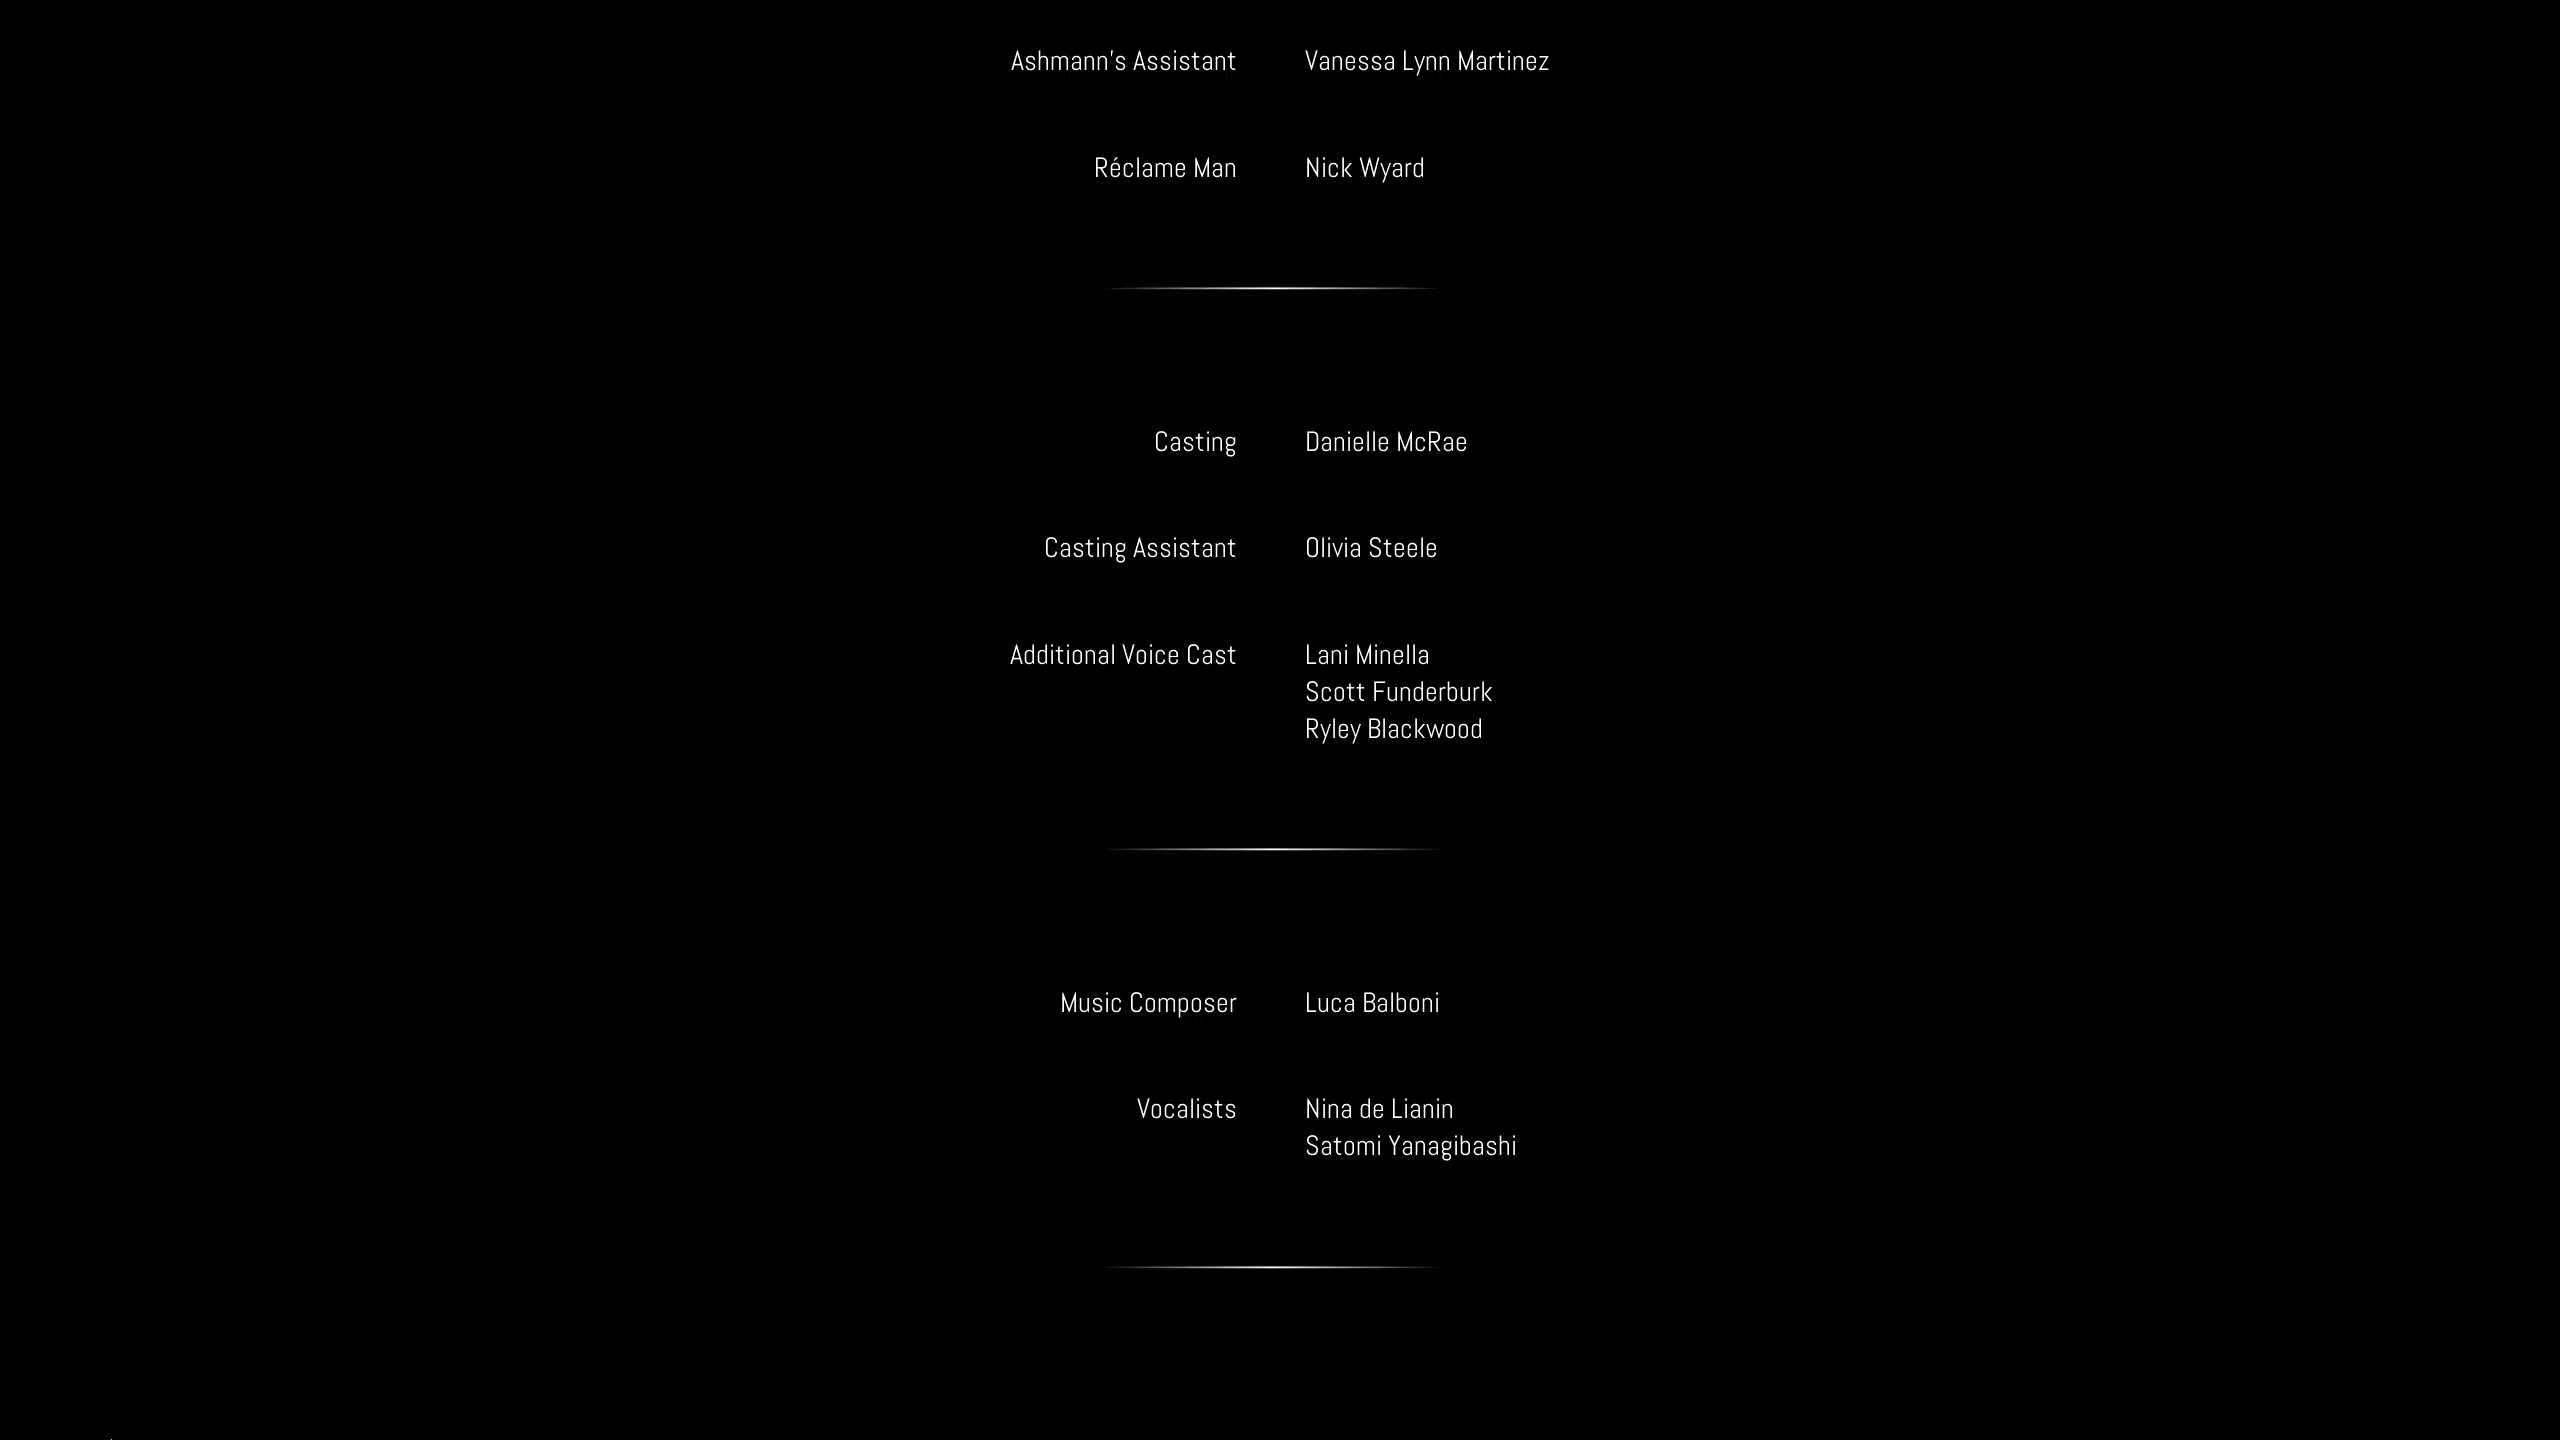 Ashmann's Assistant Vanessa Lynn Martinez
Réclame Man Nick Wyard
Casting Danielle McRae
Casting Assistant Olivia Steele
Additional Voice Cast Lani Minella
Scott Funderburk
Ryley Blackwood
Music Composer Luca Balboni
Vocalists Nina de Lianin
Satomi Yanagibashi